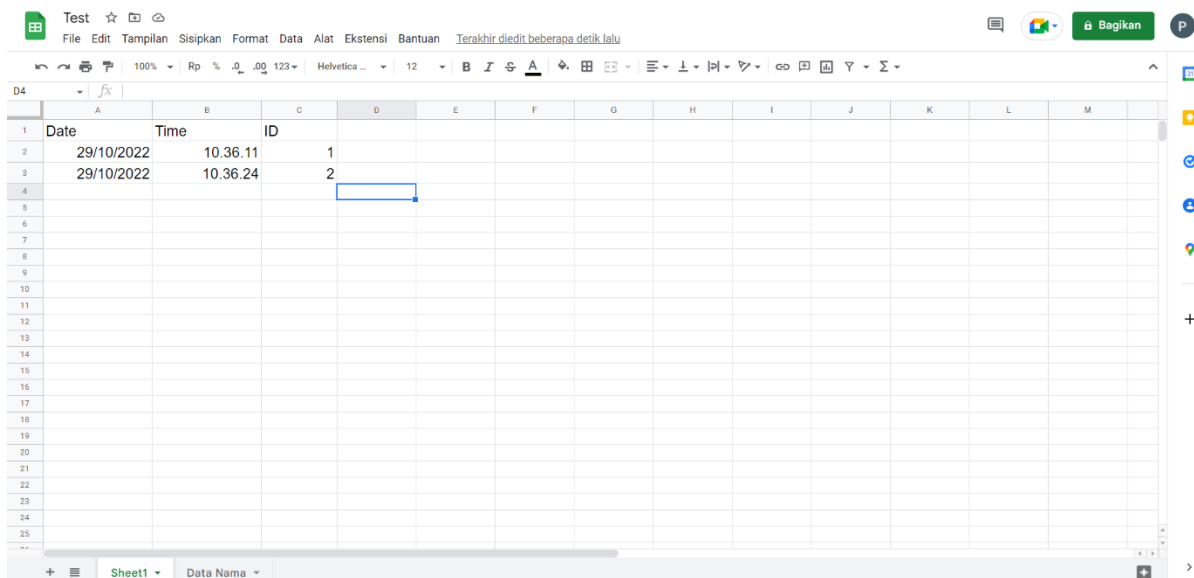 Test
File Edit Tampilan Sisipkan Format Data Alat Ekstensi Bantuan Terakhir diedit beberapa detik lalu
Bagikan
P
100% Rp % .0 .00 123 Helvetica ... 12 B I S A
D4 fx
A B C D E F G H I J K L M
1 Date Time ID
2 29/10/2022 10.36.11 1
3 29/10/2022 10.36.24 2
4
5
6
7
8
9
10
11
12
13
14
15
16
17
18
19
20
21
22
23
24
25
Sheet1 Data Nama